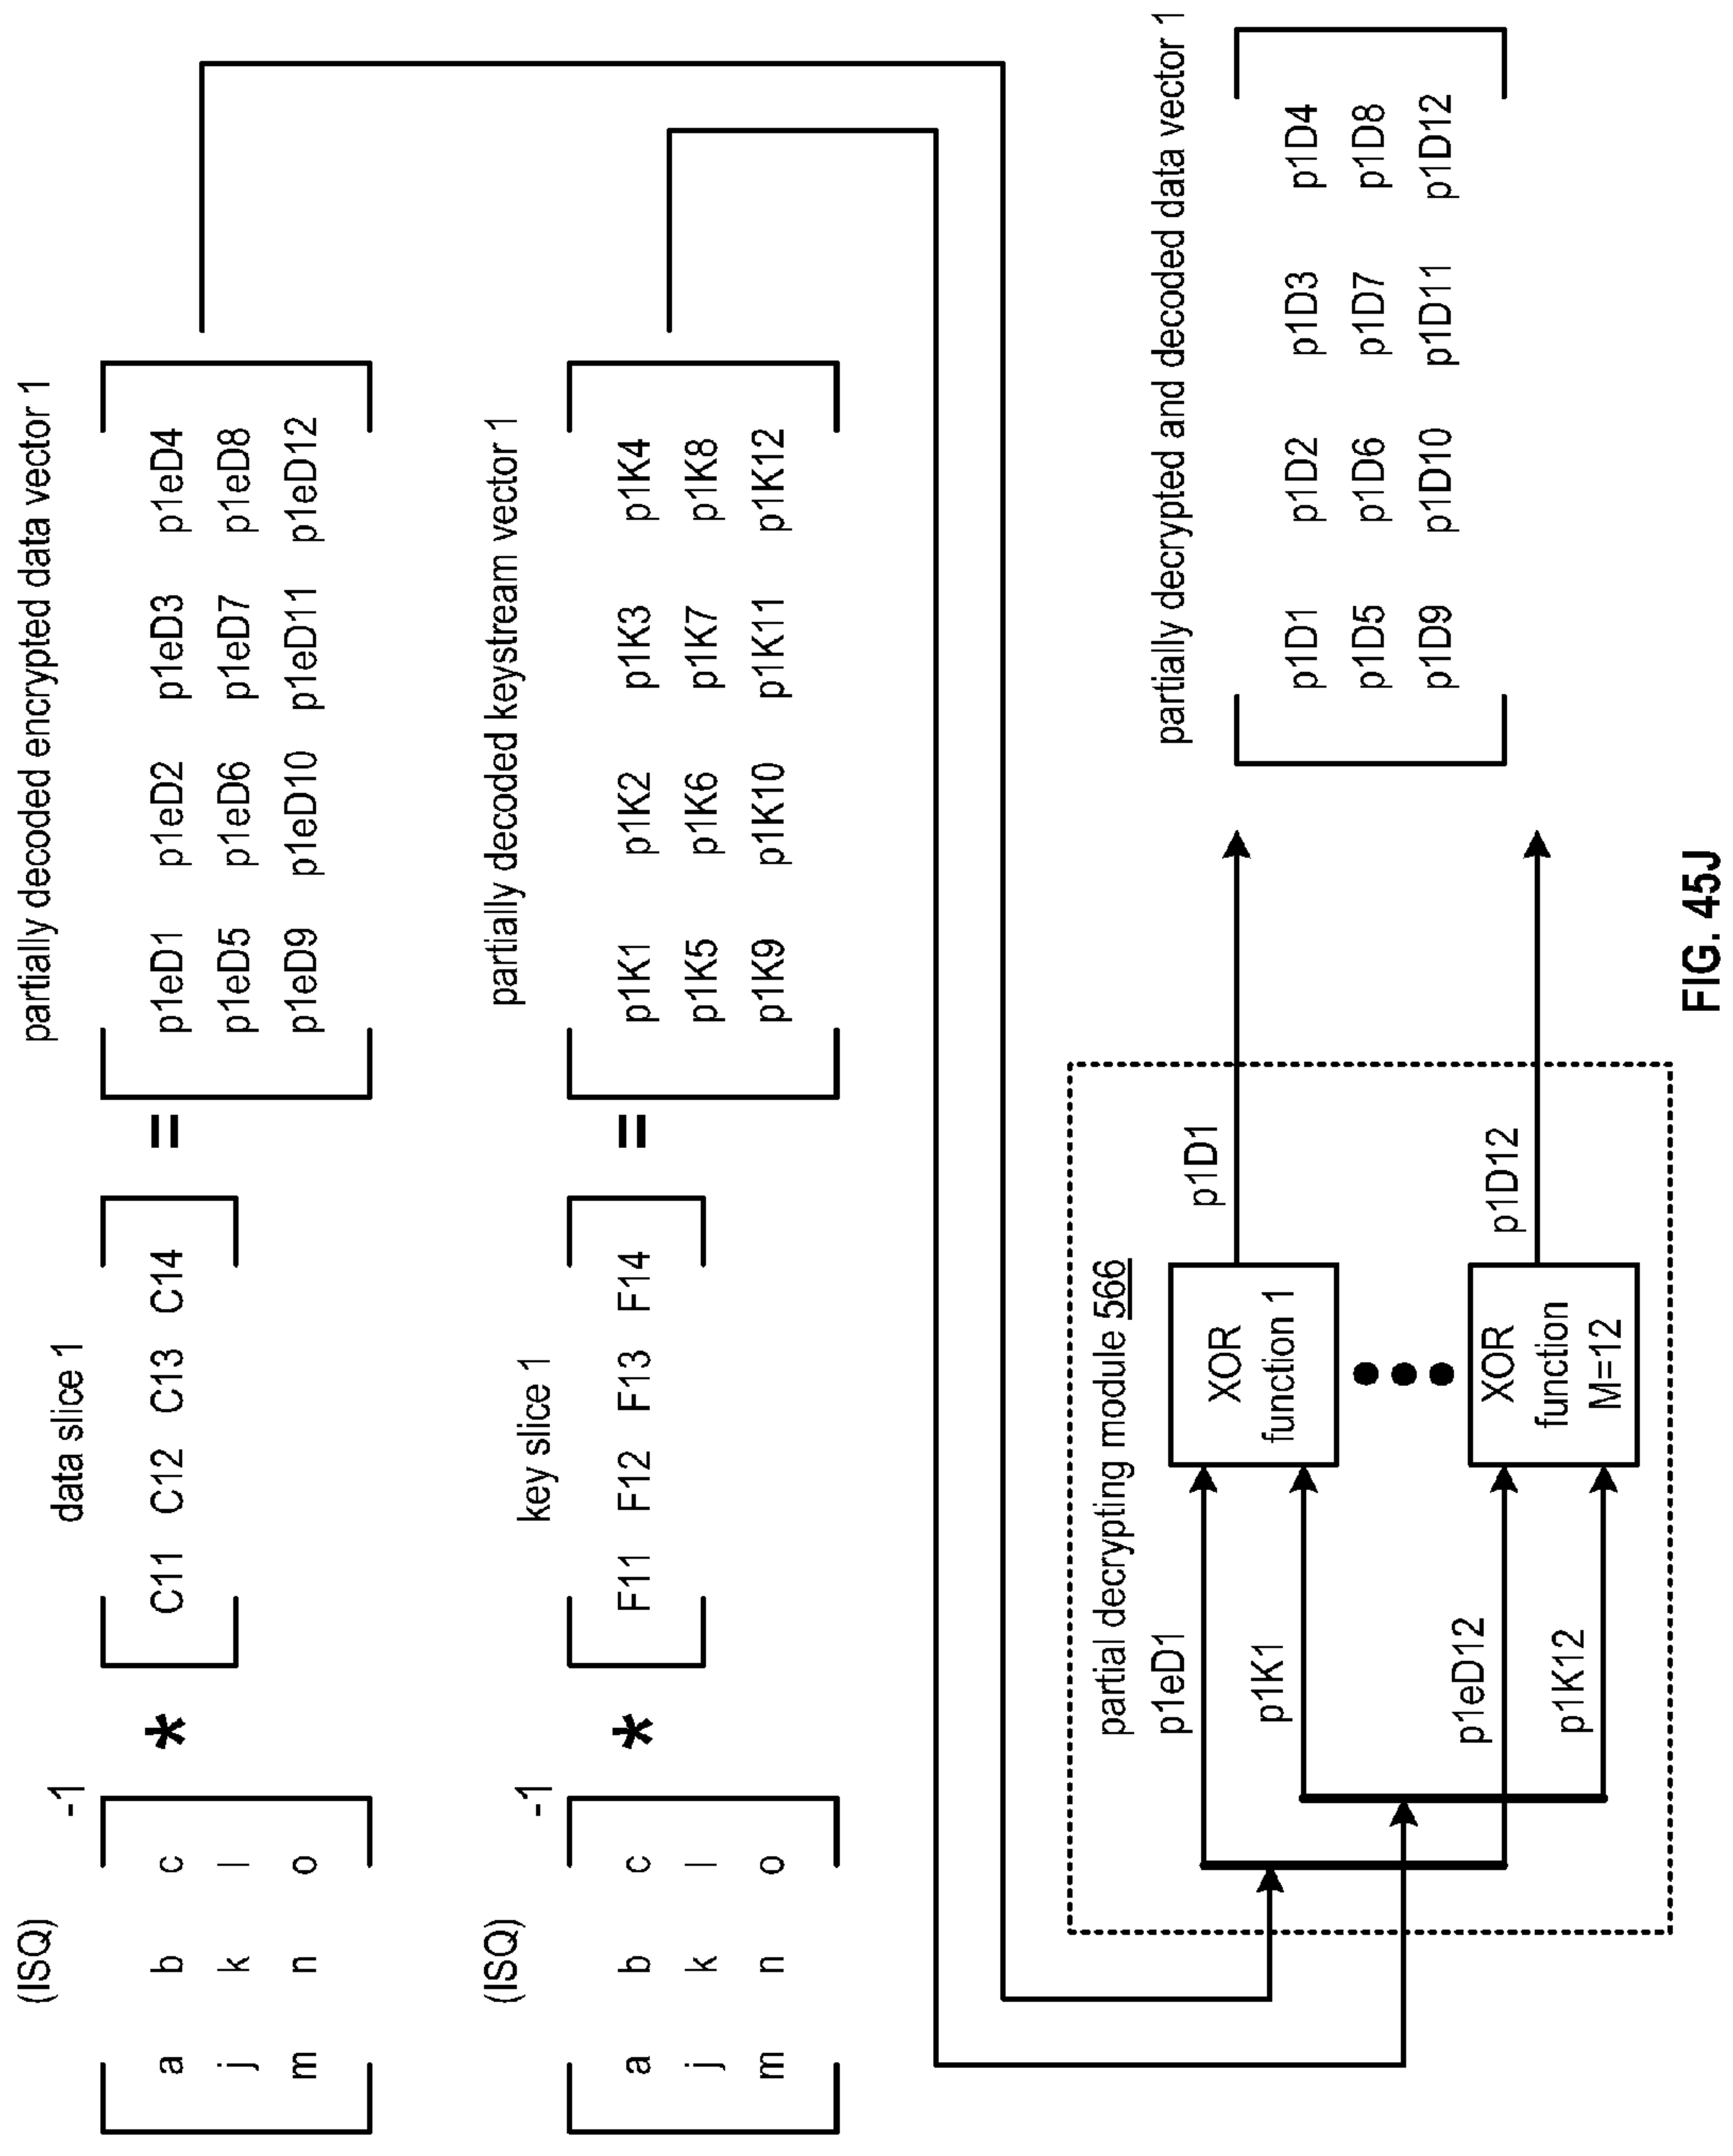 (ISQ)
-1
a b c
j k l
m n o
*
data slice 1
C11 C12 C13 C14
=
partially decoded encrypted data vector 1
p1eD1 p1eD2 p1eD3 p1eD4
p1eD5 p1eD6 p1eD7 p1eD8
p1eD9 p1eD10 p1eD11 p1eD12
(ISQ)
-1
a b c
j k l
m n o
*
key slice 1
F11 F12 F13 F14
=
partially decoded keystream vector 1
p1K1 p1K2 p1K3 p1K4
p1K5 p1K6 p1K7 p1K8
p1K9 p1K10 p1K11 p1K12
partial decrypting module 566
p1eD1
p1K1
XOR
function 1
p1D1
p1eD12
p1K12
XOR
function
M=12
p1D12
partially decrypted and decoded data vector 1
p1D1 p1D2 p1D3 p1D4
p1D5 p1D6 p1D7 p1D8
p1D9 p1D10 p1D11 p1D12
FIG. 45J